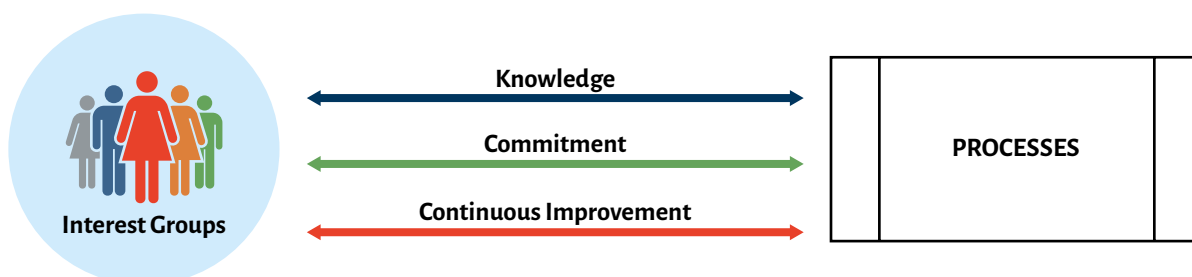 Knowledge
Commitment
Continuous Improvement
Interest Groups
PROCESSES